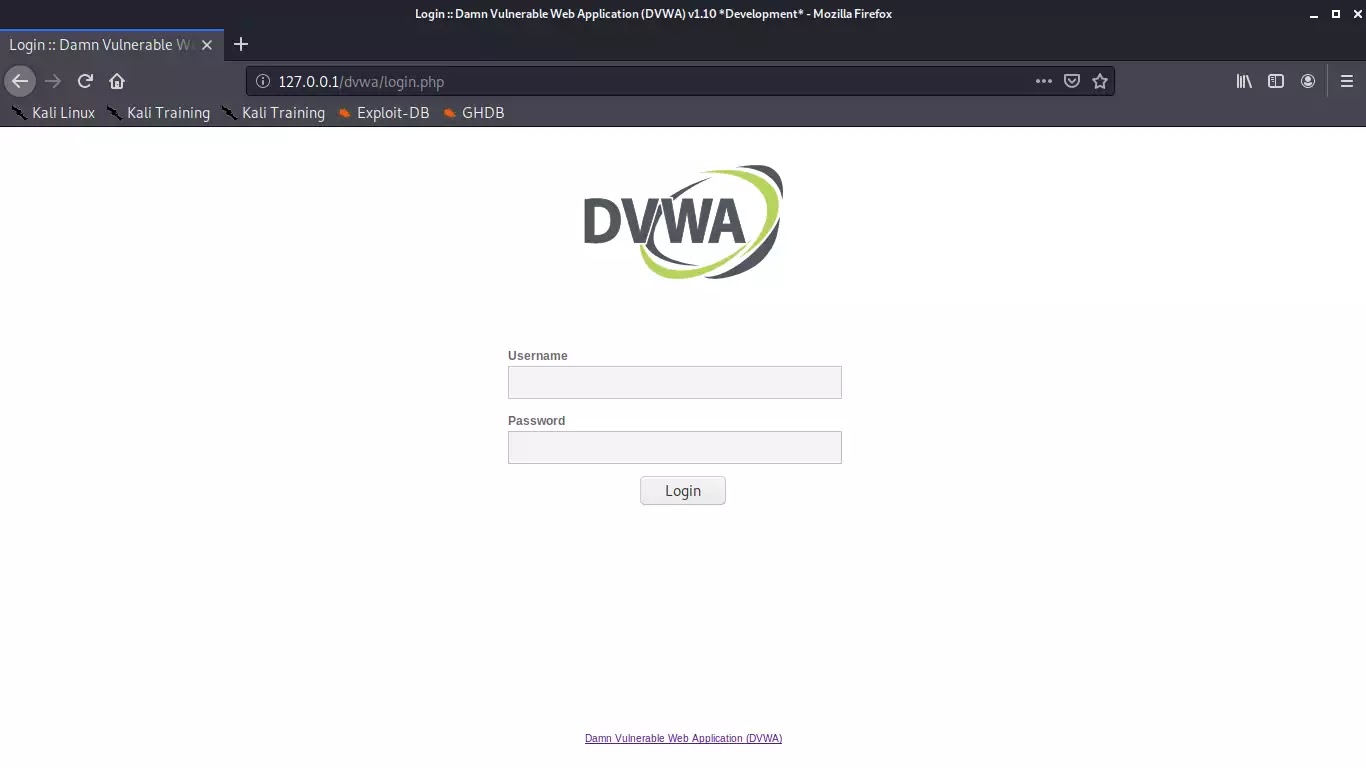 Login :: Damn Vulnerable Web Application (DVWA) v1.10 *Development* - Mozilla Firefox
Login :: Damn Vulnerable W
127.0.0.1/dvwa/login.php
Kali Linux Kali Training Kali Training Exploit-DB GHDB
DVWA
Username
Password
Login
Damn Vulnerable Web Application (DVWA)